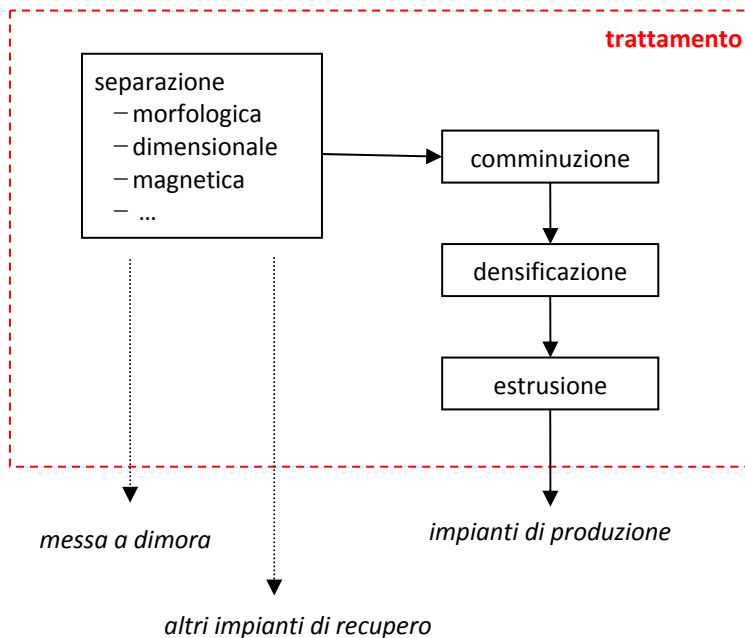 trattamento
separazione
– morfologica
– dimensionale
– magnetica
– ...
comminuzione
densificazione
estrusione
messa a dimora
impianti di produzione
altri impianti di recupero